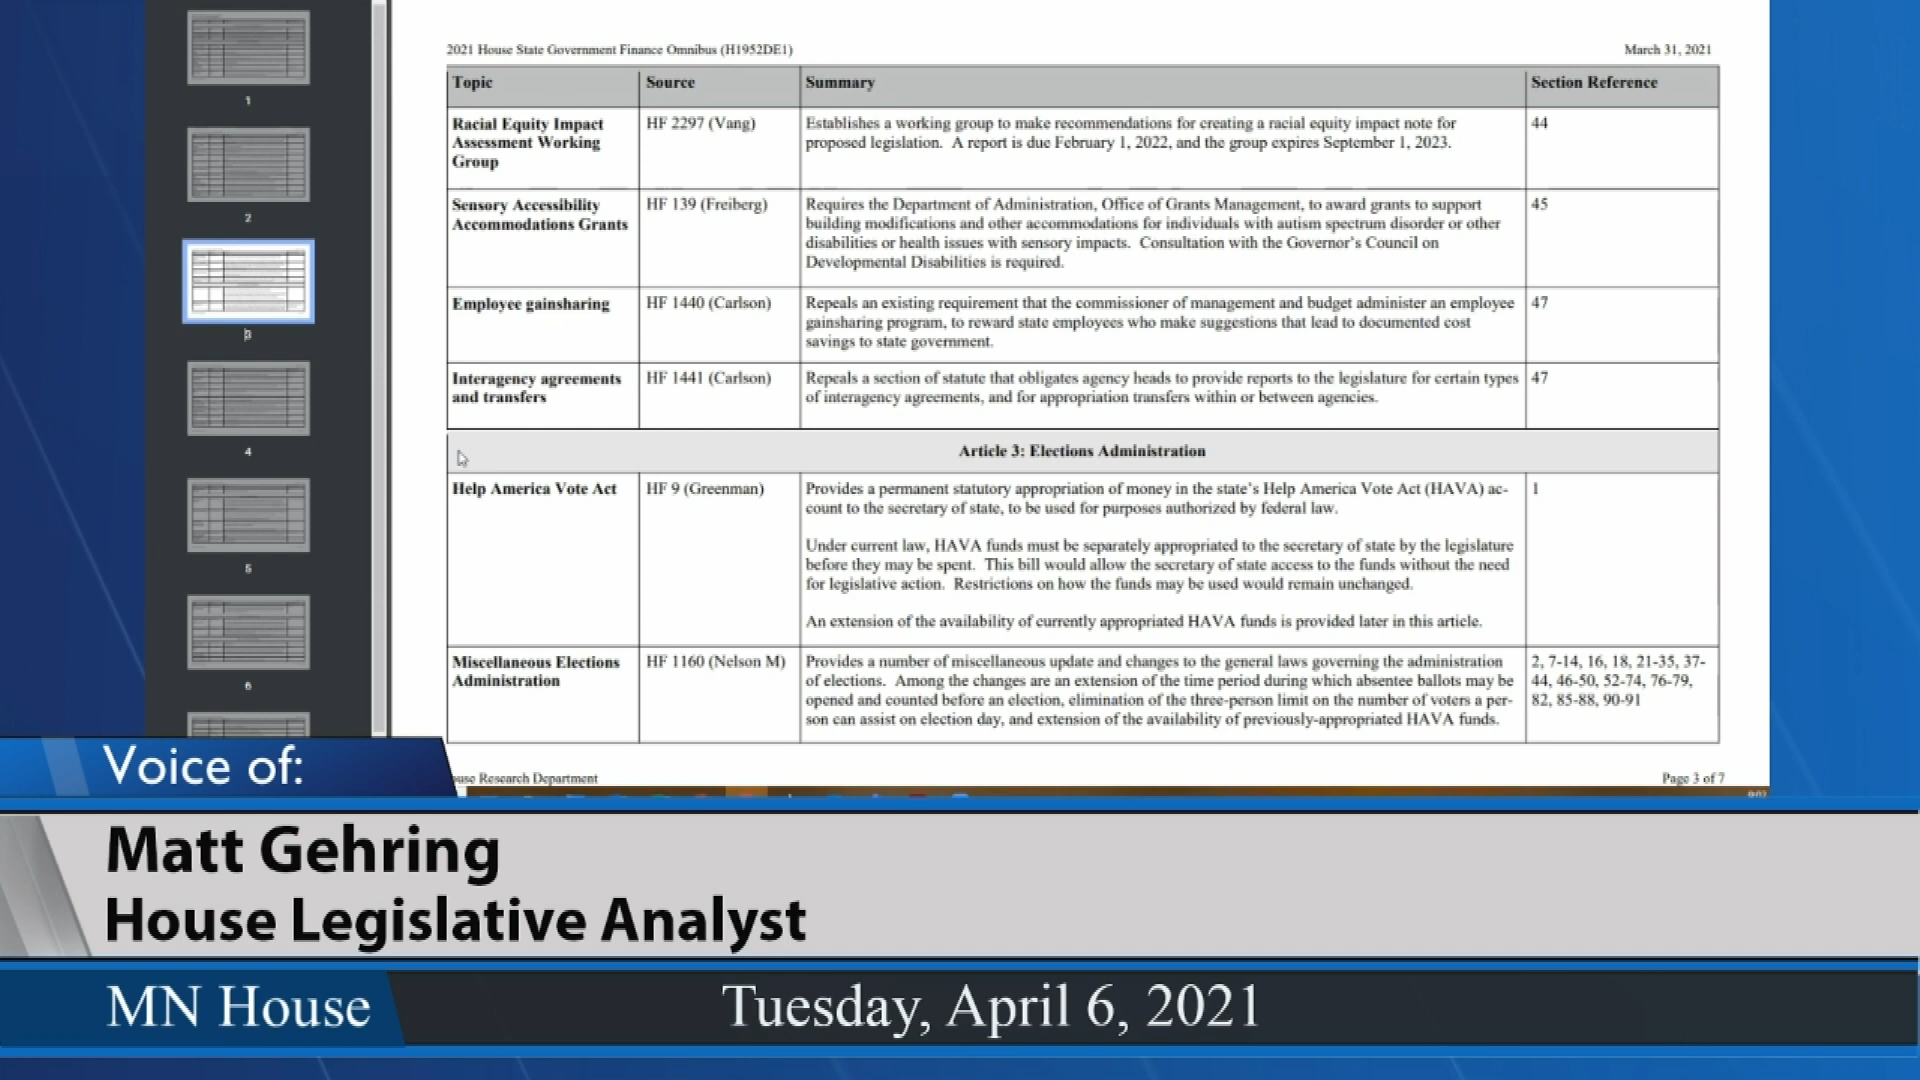 2021 House State Government Finance Omnibus (H1952DE1) March 31, 2021
Topic Source Summary Section Reference
Racial Equity Impact
Assessment Working
Group
HF 2297 (Vang)
Establishes a working group to make recommendations for creating a racial equity impact note for
proposed legislation. A report is due February 1, 2022, and the group expires September 1, 2023.
44
Sensory Accessibility
Accommodations Grants
HF 139 (Freiberg)
Requires the Department of Administration, Office of Grants Management, to award grants to support
building modifications and other accommodations for individuals with autism spectrum disorder or other
disabilities or health issues with sensory impacts. Consultation with the Governor's Council on
Developmental Disabilities is required.
45
Employee gainsharing
HF 1440 (Carlson)
Repeals an existing requirement that the commissioner of management and budget administer an employee
gainsharing program, to reward state employees who make suggestions that lead to documented cost
savings to state government.
47
Interagency agreements
and transfers
HF 1441 (Carlson)
Repeals a section of statute that obligates agency heads to provide reports to the legislature for certain types
of interagency agreements, and for appropriation transfers within or between agencies.
47
Article 3: Elections Administration
Help America Vote Act
HF 9 (Greenman)
Provides a permanent statutory appropriation of money in the state's Help America Vote Act (HAVA) ac-
count to the secretary of state, to be used for purposes authorized by federal law.
Under current law, HAVA funds must be separately appropriated to the secretary of state by the legislature
before they may be spent. This bill would allow the secretary of state access to the funds without the need
for legislative action. Restrictions on how the funds may be used would remain unchanged.
An extension of the availability of currently appropriated HAVA funds is provided later in this article.
1
Miscellaneous Elections
Administration
HF 1160 (Nelson M)
Provides a number of miscellaneous update and changes to the general laws governing the administration
of elections. Among the changes are an extension of the time period during which absentee ballots may be
opened and counted before an election, elimination of the three-person limit on the number of voters a per-
son can assist on election day, and extension of the availability of previously-appropriated HAVA funds.
2, 7-14, 16, 18, 21-35, 37-
44, 46-50, 52-74, 76-79,
82, 85-88, 90-91
Research Department Page 3 of 7
1
2
3
4
5
6
Voice of:
Matt Gehring
House Legislative Analyst
MN House Tuesday, April 6, 2021